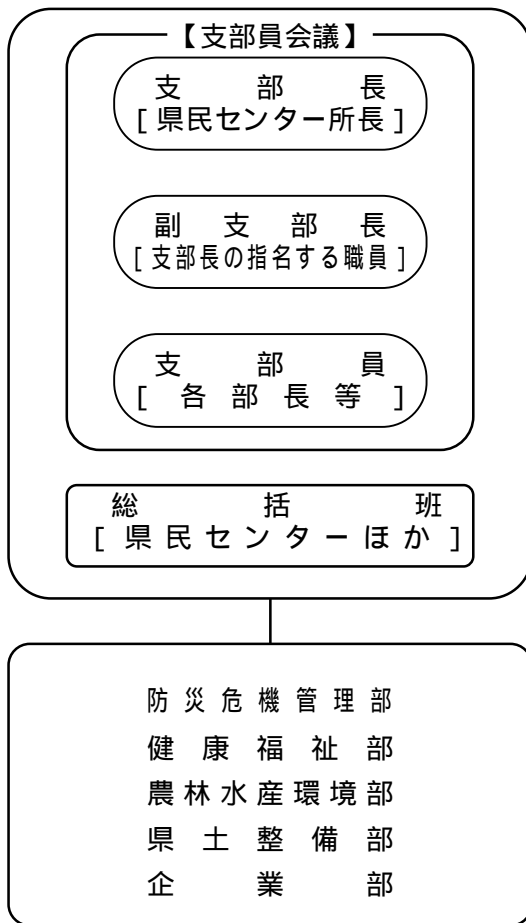 【支部員会議】
支部長
[県民センター所長]
副支部長
[支部長の指名する職員]
支部員
[各部長等]
総括班
[県民センターほか]
防災危機管理部
健康福祉部
農林水産環境部
県土整備部
企業部